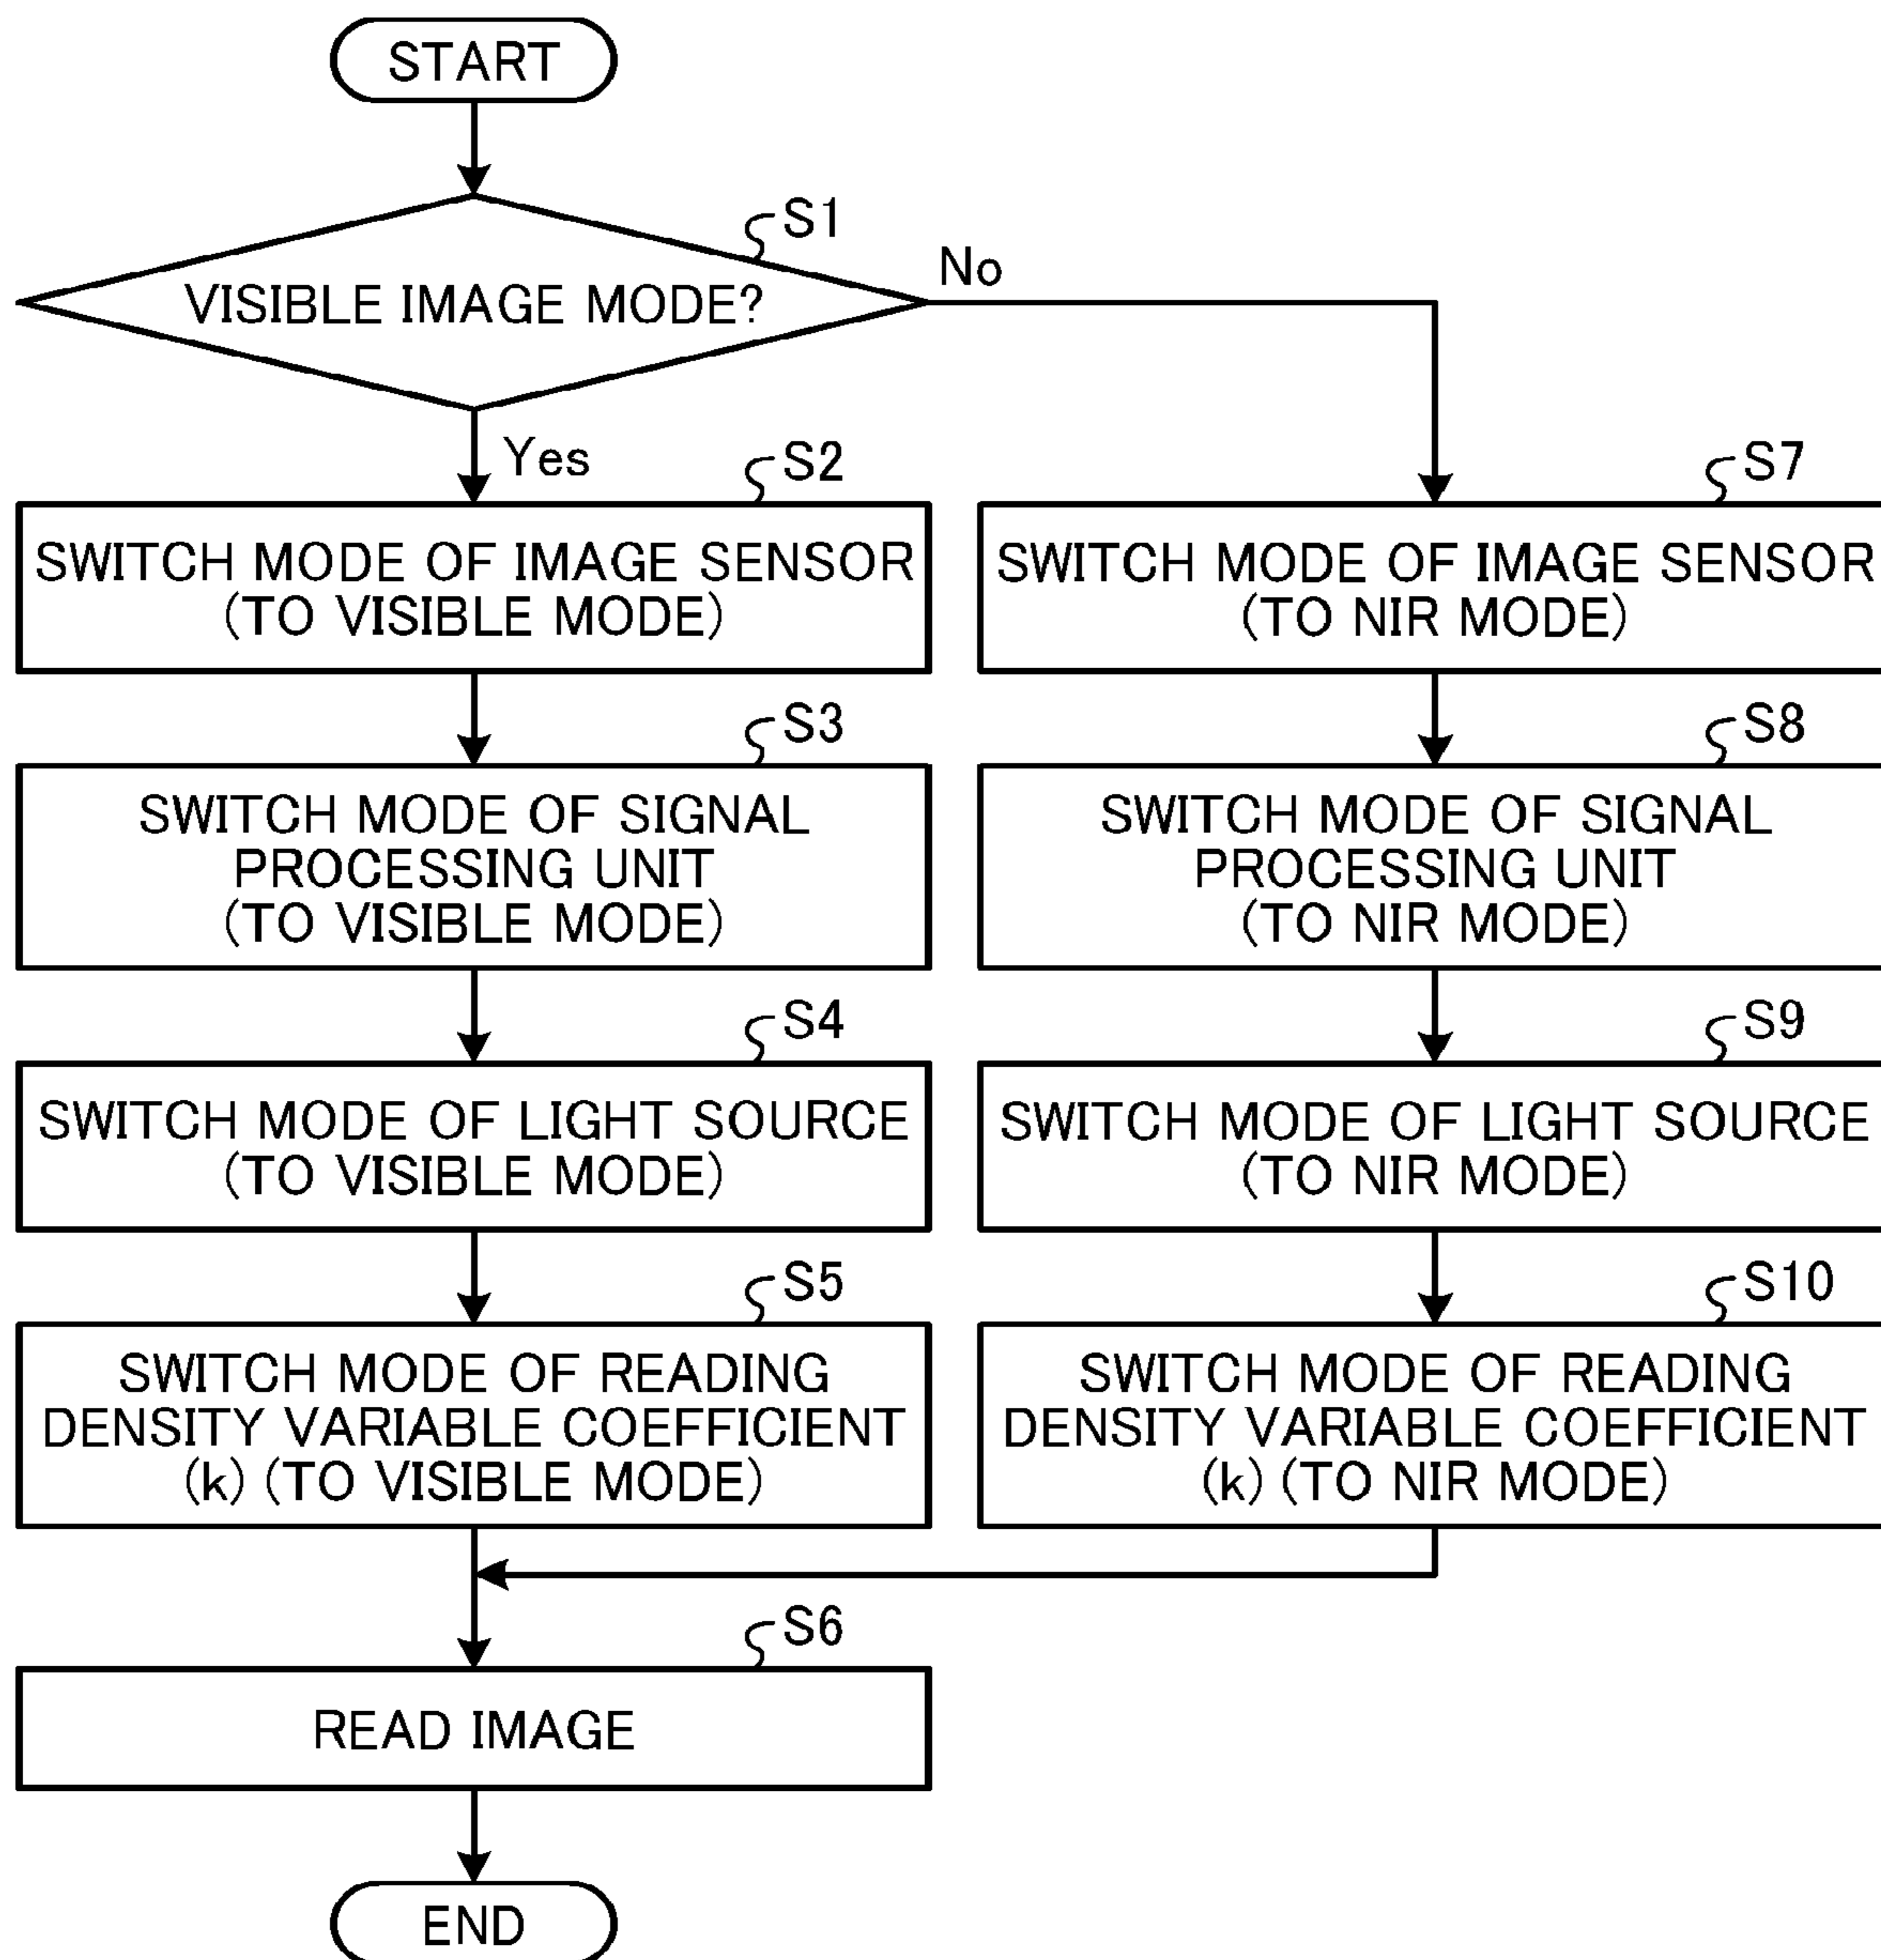 START
S1
VISIBLE IMAGE MODE?
No
Yes
S2
SWITCH MODE OF IMAGE SENSOR
(TO VISIBLE MODE)
S7
SWITCH MODE OF IMAGE SENSOR
(TO NIR MODE)
S3
SWITCH MODE OF SIGNAL
PROCESSING UNIT
(TO VISIBLE MODE)
S8
SWITCH MODE OF SIGNAL
PROCESSING UNIT
(TO NIR MODE)
S4
SWITCH MODE OF LIGHT SOURCE
(TO VISIBLE MODE)
S9
SWITCH MODE OF LIGHT SOURCE
(TO NIR MODE)
S5
SWITCH MODE OF READING
DENSITY VARIABLE COEFFICIENT
(k) (TO VISIBLE MODE)
S10
SWITCH MODE OF READING
DENSITY VARIABLE COEFFICIENT
(k) (TO NIR MODE)
S6
READ IMAGE
END